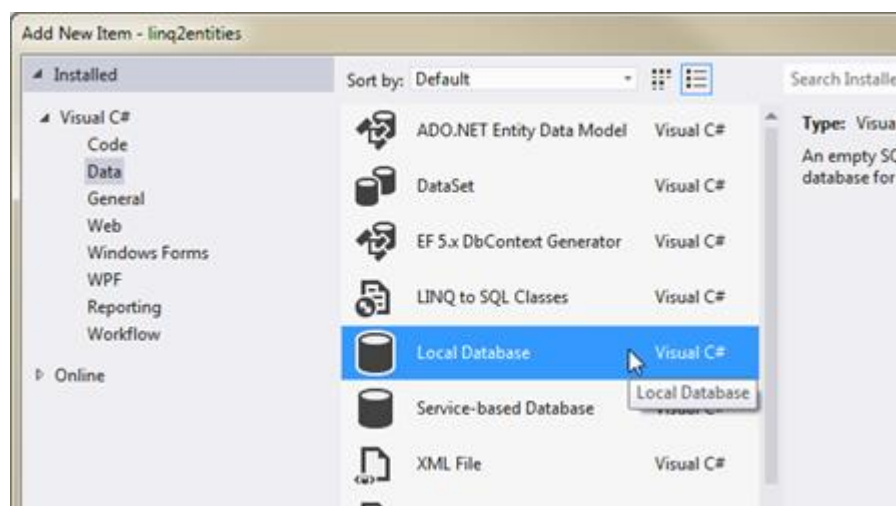 Add New Item - linq2entities
Installed
Sort by: Default
Search Installe
Visual C#
Code
Data
General
Web
Windows Forms
WPF
Reporting
Workflow
Online
ADO.NET Entity Data Model Visual C#
DataSet Visual C#
EF 5.x DbContext Generator Visual C#
LINQ to SQL Classes Visual C#
Local Database Visual C#
Local Database
Service-based Database Visual C#
XML File Visual C#
Type: Visua
An empty SQ
database for